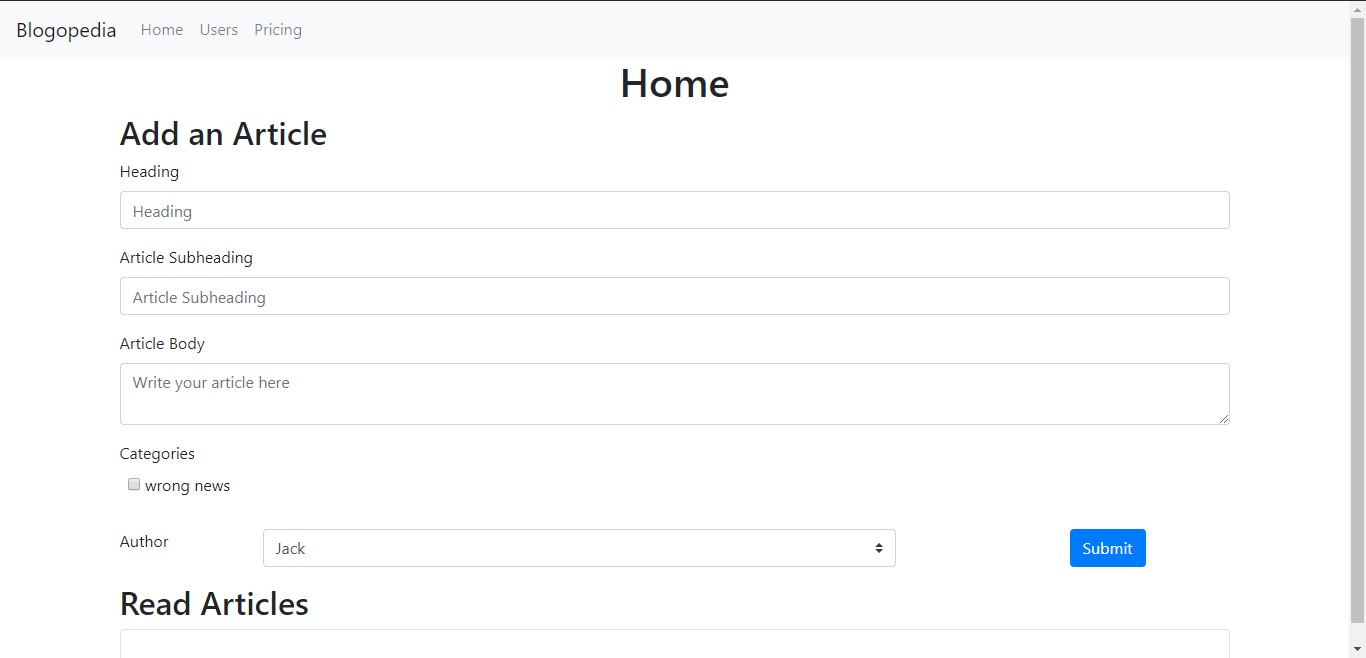 Blogopedia Home Users Pricing
Home
Add an Article
Heading
Heading
Article Subheading
Article Subheading
Article Body
Write your article here
Categories
wrong news
Author Jack Submit
Read Articles